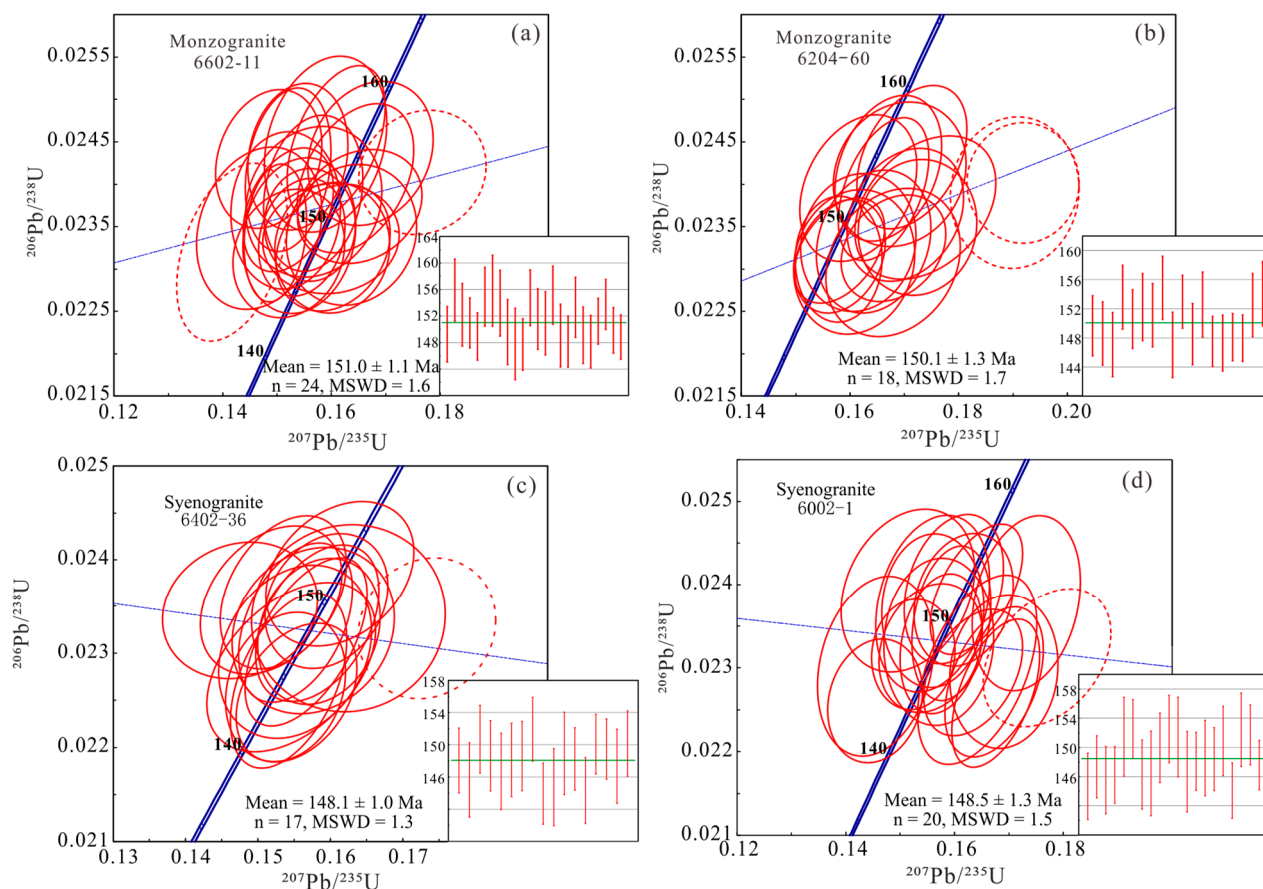 (a)
Monzogranite
6602-11
0.0255
0.0245
0.0235
0.0225
0.0215
206Pb/238U
160
150
140
Mean = 151.0 ± 1.1 Ma
n = 24, MSWD = 1.6
164
160
156
152
148
144
0.12
0.14
0.16
0.18
207Pb/235U
(b)
Monzogranite
6204-60
0.0255
0.0245
0.0235
0.0225
0.0215
206Pb/238U
160
150
Mean = 150.1 ± 1.3 Ma
n = 18, MSWD = 1.7
160
156
152
148
144
0.14
0.16
0.18
0.20
207Pb/235U
(c)
Syenogranite
6402-36
0.025
0.024
0.023
0.022
0.021
206Pb/238U
150
140
Mean = 148.1 ± 1.0 Ma
n = 17, MSWD = 1.3
158
154
150
146
0.13
0.15
0.17
207Pb/235U
(d)
Syenogranite
6002-1
0.025
0.024
0.023
0.022
0.021
206Pb/238U
160
150
140
Mean = 148.5 ± 1.3 Ma
n = 20, MSWD = 1.5
158
154
150
146
0.12
0.14
0.16
0.18
207Pb/235U